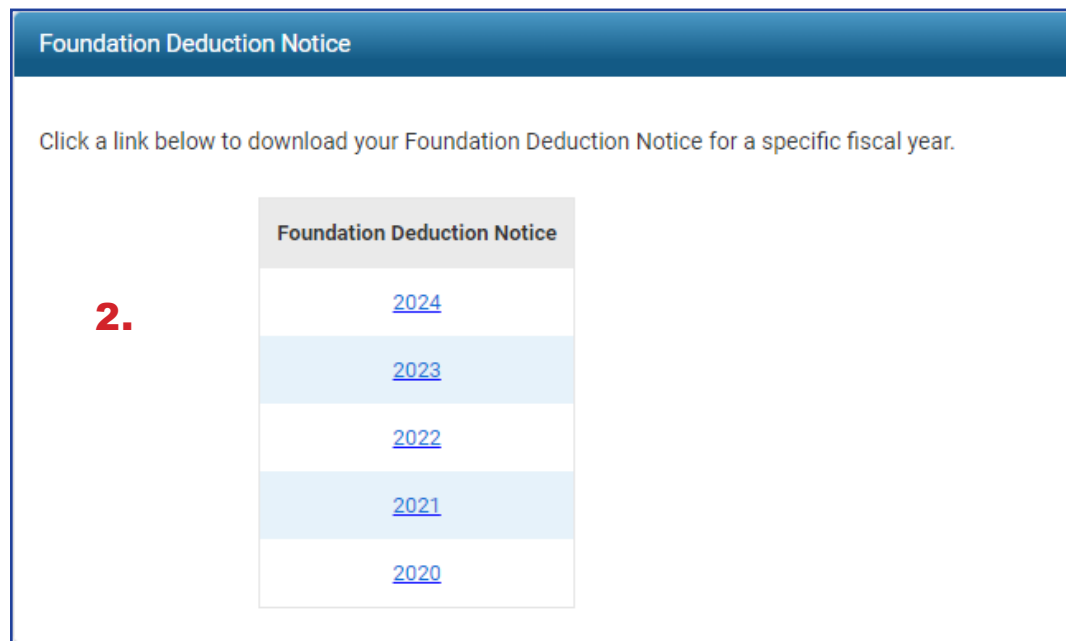 Foundation Deduction Notice
Click a link below to download your Foundation Deduction Notice for a specific fiscal year.
Foundation Deduction Notice
2.
2024
2023
2022
2021
2020